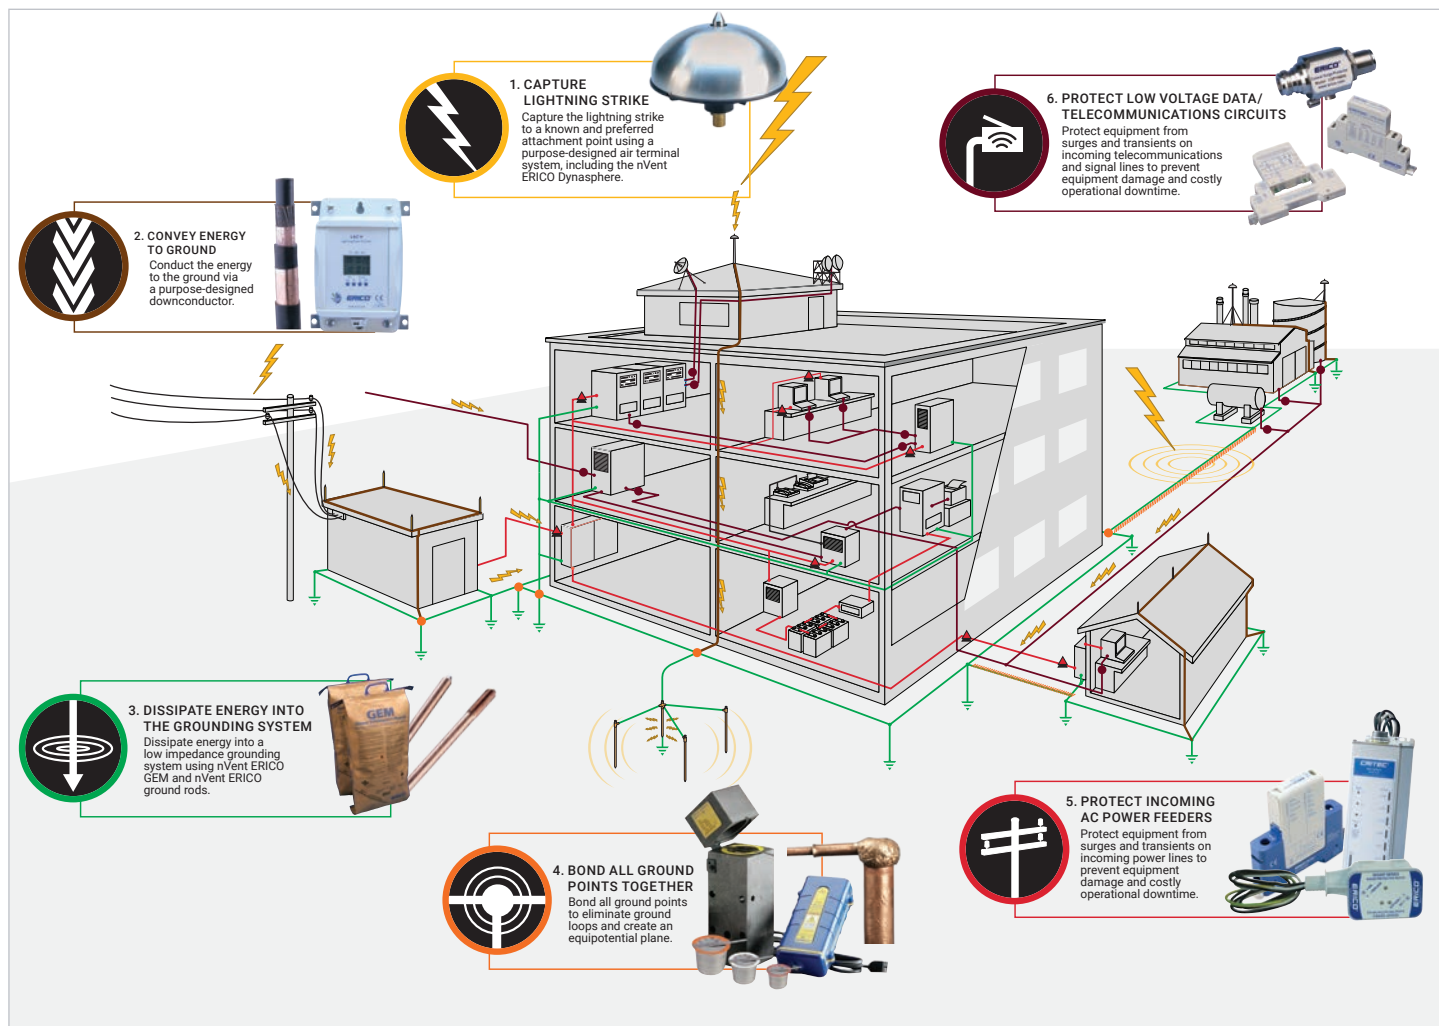 1. CAPTURE
LIGHTNING STRIKE
Capture the lightning strike
to a known and preferred
attachment point using a
purpose-designed air terminal
system, including the nVent
ERICO Dynasphere.
6. PROTECT LOW VOLTAGE DATA/
TELECOMMUNICATIONS CIRCUITS
Protect equipment from
surges and transients on
incoming telecommunications
and signal lines to prevent
equipment damage and costly
operational downtime.
ERICO
2. CONVEY ENERGY
TO GROUND
Conduct the energy
to the ground via
a purpose-designed
downconductor.
ERICO
3. DISSIPATE ENERGY INTO
THE GROUNDING SYSTEM
Dissipate energy into a
low impedance grounding
system using nVent ERICO
GEM and nVent ERICO
ground rods.
GEM
4. BOND ALL GROUND
POINTS TOGETHER
Bond all ground points
to eliminate ground
loops and create an
equipotential plane.
5. PROTECT INCOMING
AC POWER FEEDERS
Protect equipment from
surges and transients on
incoming power lines to
prevent equipment
damage and costly
operational downtime.
CRITEC
ERICO
ERICO